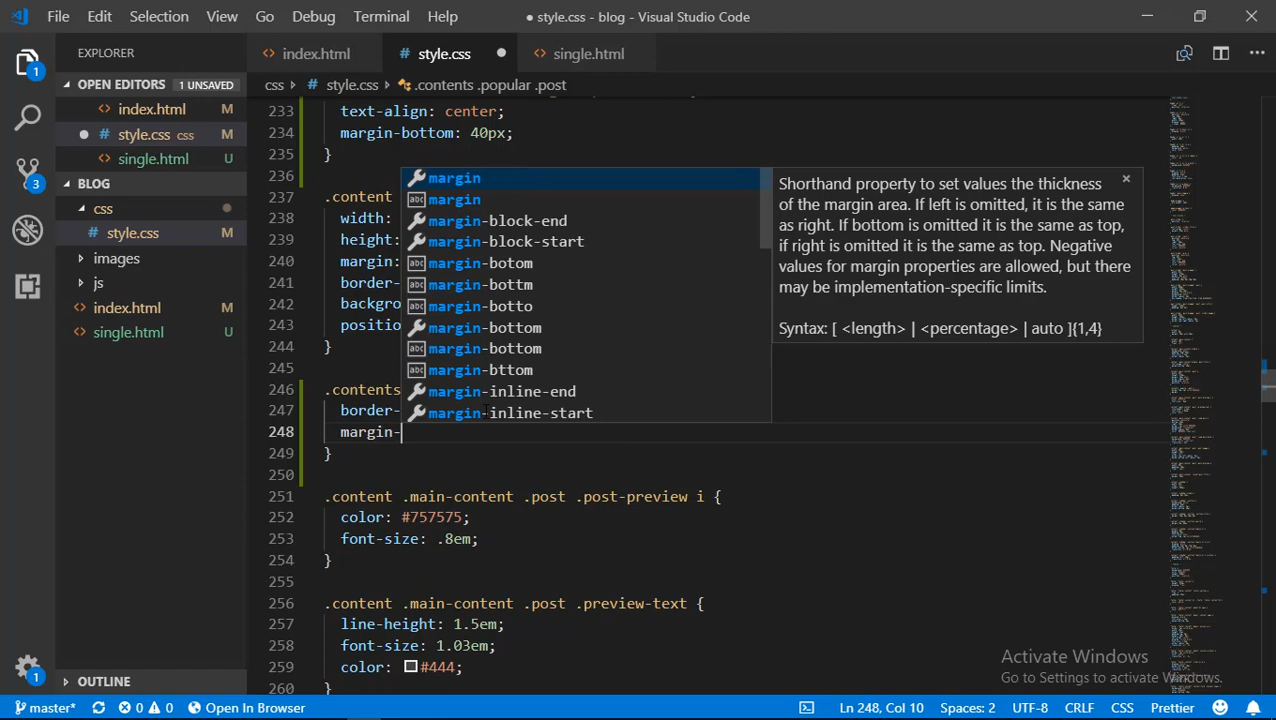 File Edit Selection View Go Debug Terminal Help ● style.css - blog - Visual Studio Code
EXPLORER
index.html
# style.css
single.html
OPEN EDITORS 1 UNSAVED
index.html M
style.css css M
single.html U
BLOG
css
style.css M
images
js
index.html M
single.html U
OUTLINE
1
3
1
css > # style.css > .contents .popular .post
233 text-align: center;
234 margin-bottom: 40px;
235 }
236
237 .content
238 width:
239 height:
240 margin:
241 border-
242 backgro
243 positio
244 }
245
246 .contents
247 border-
248 margin-
249 }
250
251 .content .main-content .post .post-preview i {
252 color: #757575;
253 font-size: .8em;
254 }
255
256 .content .main-content .post .preview-text {
257 line-height: 1.5em;
258 font-size: 1.03em;
259 color: #444;
260 }
margin
abc margin
margin-block-end
margin-block-start
abc margin-botom
abc margin-bottm
abc margin-botto
margin-bottom
abc margin-bottom
abc margin-bttom
margin-inline-end
margin-inline-start
Shorthand property to set values the thickness
of the margin area. If left is omitted, it is the same
as right. If bottom is omitted it is the same as top,
if right is omitted it is the same as top. Negative
values for margin properties are allowed, but there
may be implementation-specific limits.
Syntax: [ <length> | <percentage> | auto ]{1,4}
Activate Windows
Go to Settings to activate Windows.
master* 0 0 Open In Browser Ln 248, Col 10 Spaces: 2 UTF-8 CRLF CSS Prettier 1